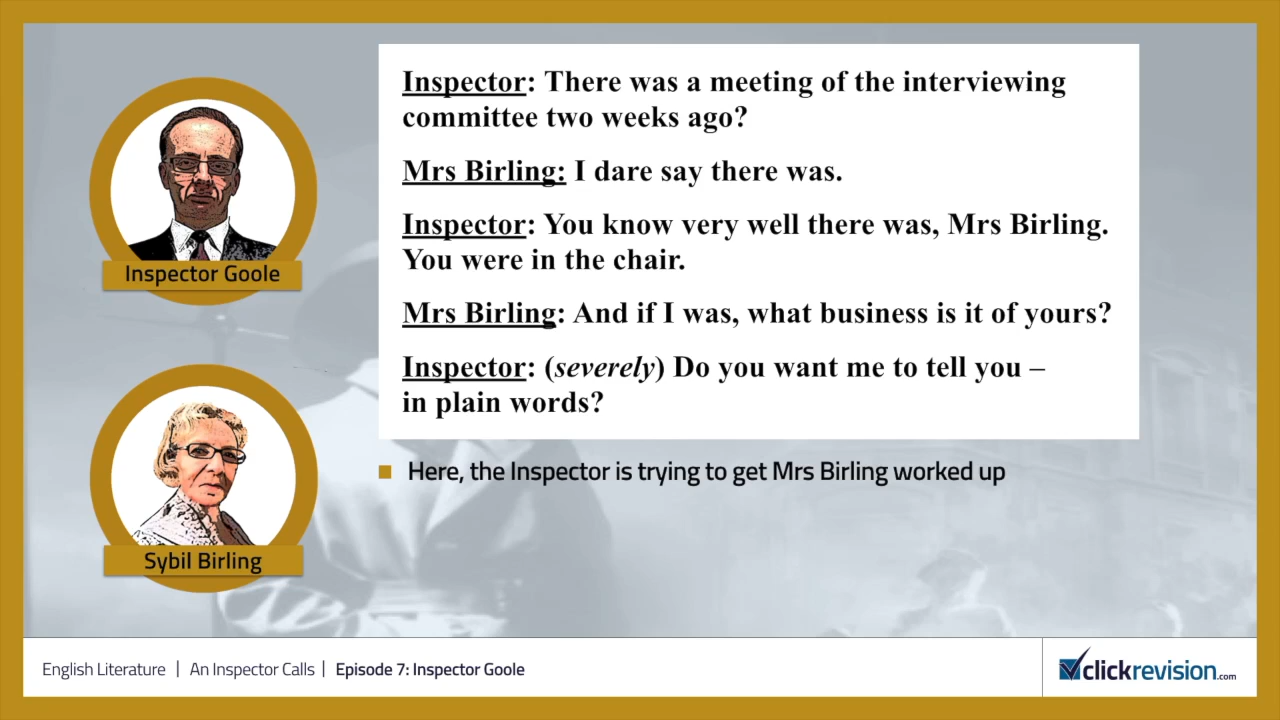 Inspector: There was a meeting of the interviewing
committee two weeks ago?
Mrs Birling: I dare say there was.
Inspector: You know very well there was, Mrs Birling.
You were in the chair.
Mrs Birling: And if I was, what business is it of yours?
Inspector: (severely) Do you want me to tell you –
in plain words?
Inspector Goole
Here, the Inspector is trying to get Mrs Birling worked up
Sybil Birling
English Literature | An Inspector Calls | Episode 7: Inspector Goole
clickrevision.com